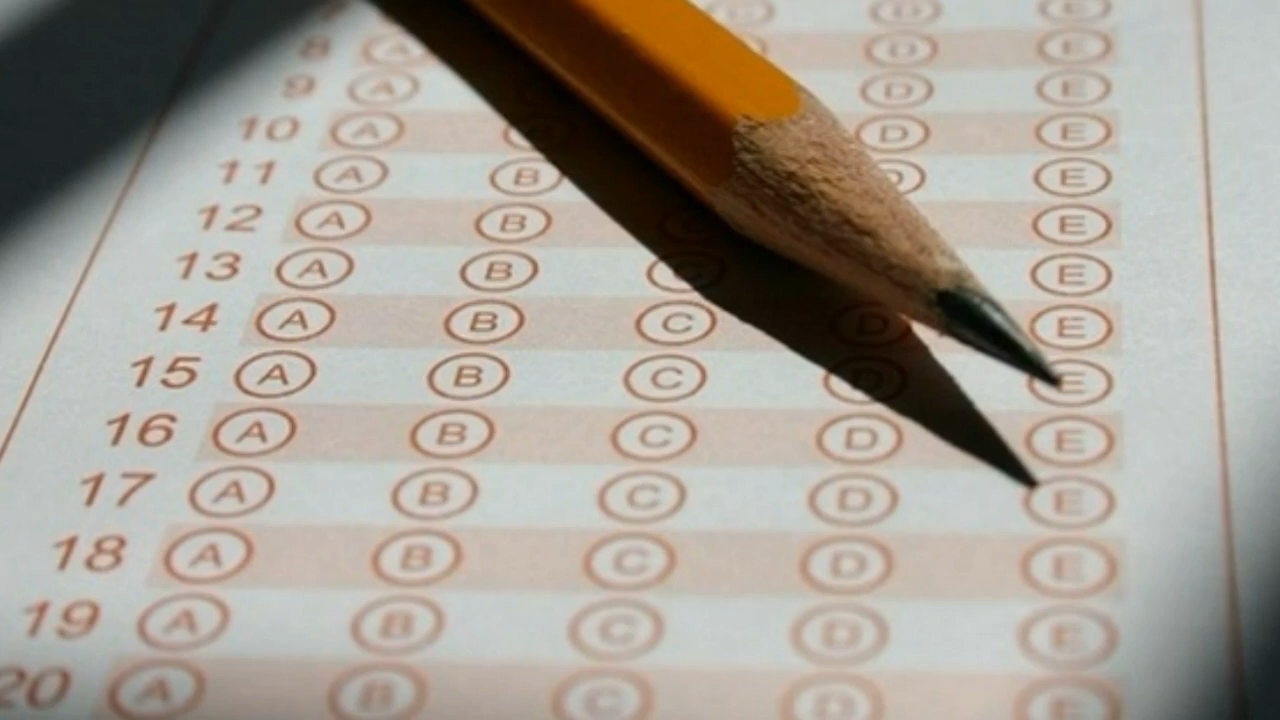 D E
8 A D E
9 A D E
10 A D E
11 A B D E
12 A B C E
13 A B C E
14 A B C D E
15 A B C D E
16 A B C D E
17 A B C D E
18 A B C D E
19 A B C D E
20 A B C D E